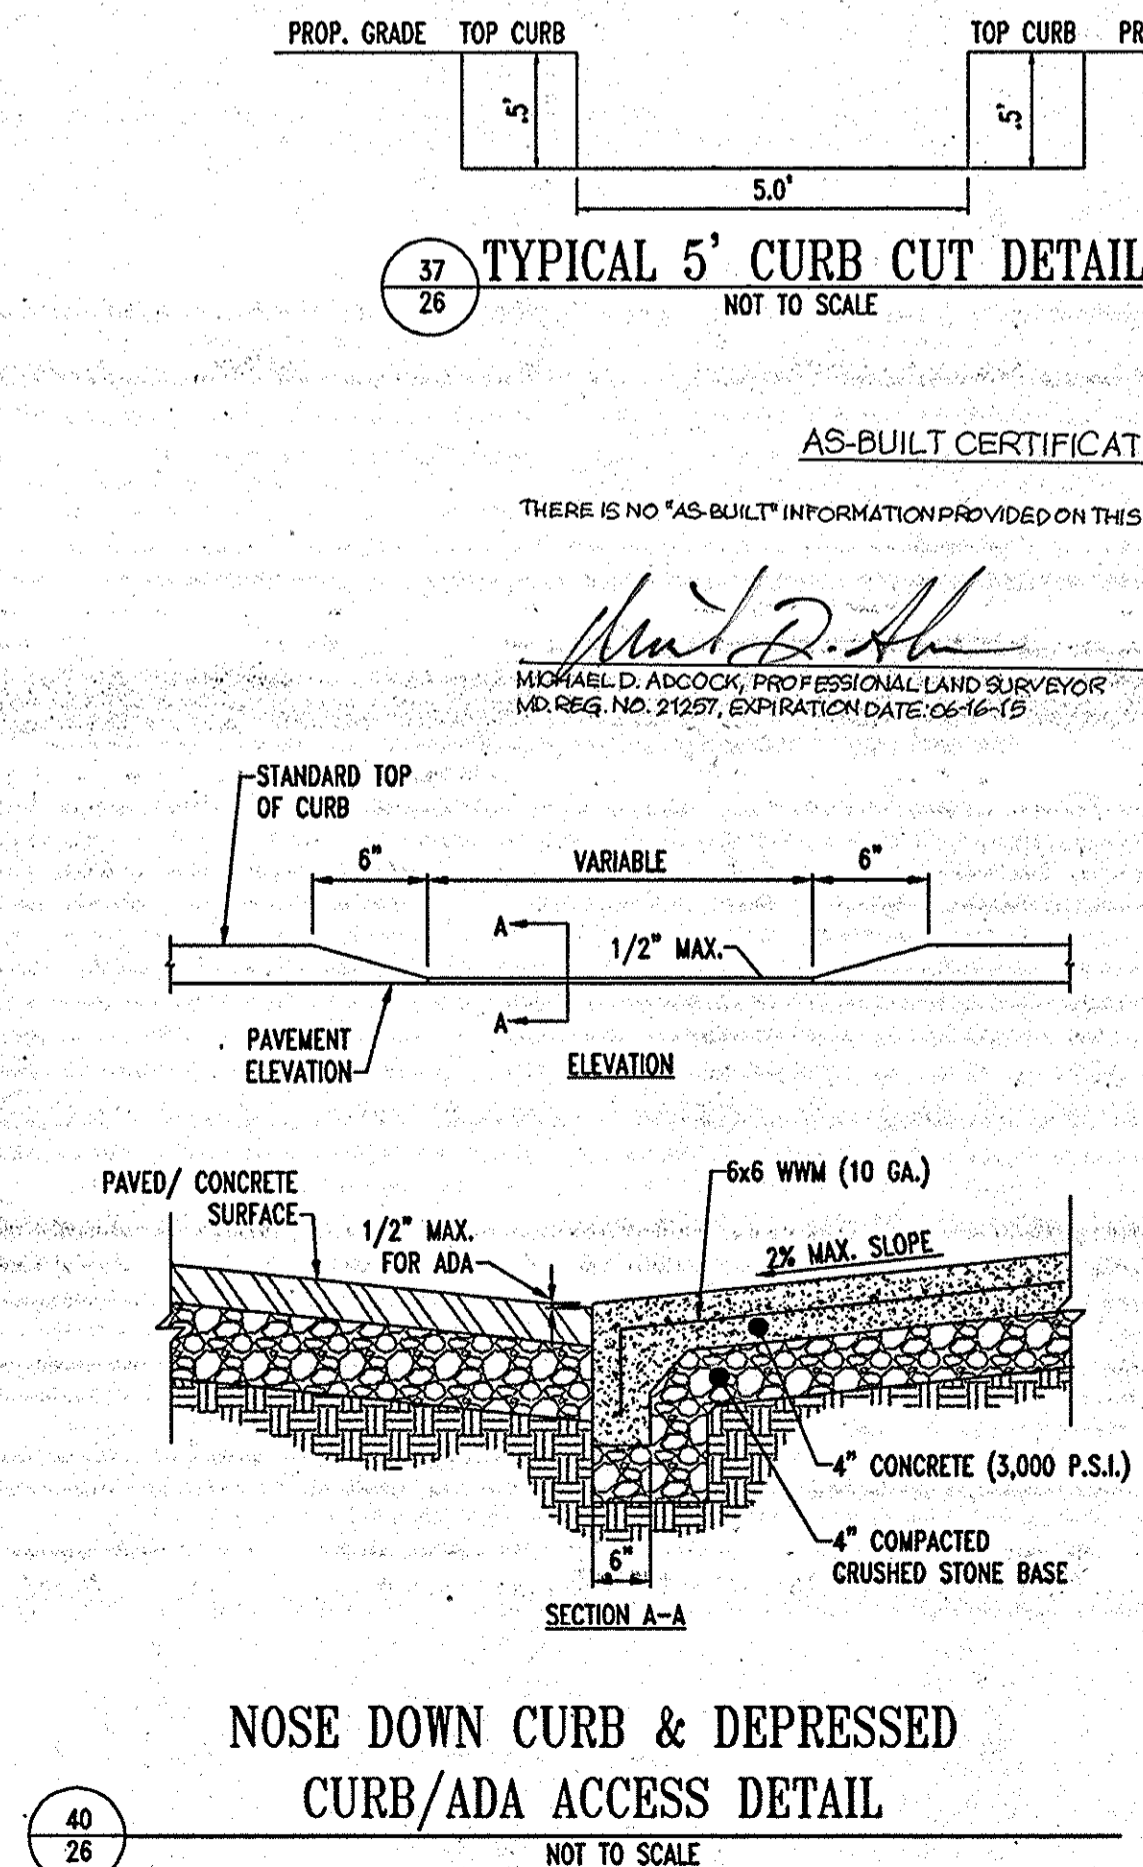 PROP. GRADE TOP CURB
TOP CURB PR
.5'
.5'
5.0'
37
26
TYPICAL 5' CURB CUT DETAIL
NOT TO SCALE
AS-BUILT CERTIFICAT
THERE IS NO "AS-BUILT" INFORMATION PROVIDED ON THIS
MICHAEL D. ADCOCK, PROFESSIONAL LAND SURVEYOR
MD. REG. NO. 21257, EXPIRATION DATE: 06-16-15
STANDARD TOP
OF CURB
6"
VARIABLE
6"
A
1/2" MAX.
A
PAVEMENT
ELEVATION
ELEVATION
PAVED/ CONCRETE
SURFACE
1/2" MAX.
FOR ADA
6x6 WWM (10 GA.)
2% MAX. SLOPE
4" CONCRETE (3,000 P.S.I.)
4" COMPACTED
CRUSHED STONE BASE
6"
SECTION A-A
NOSE DOWN CURB & DEPRESSED
CURB/ADA ACCESS DETAIL
40
26
NOT TO SCALE